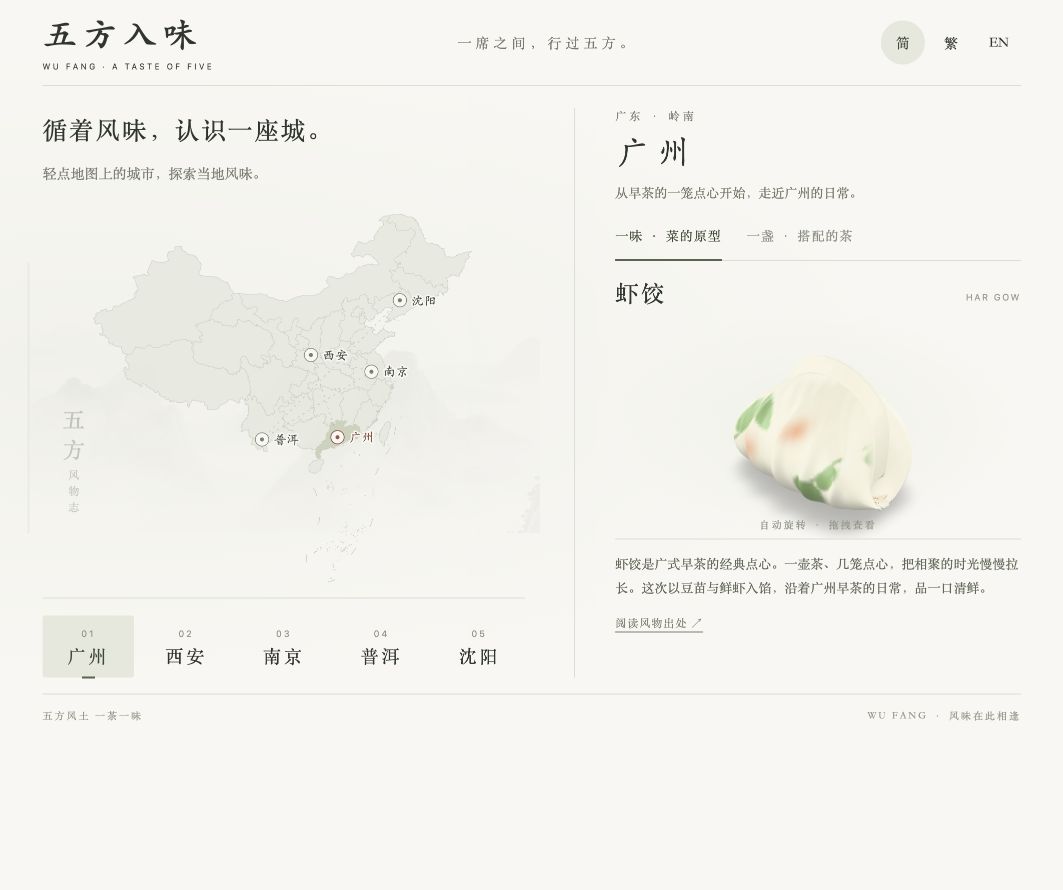 五方入味
WU FANG · A TASTE OF FIVE
一席之间，行过五方。
简 繁 EN
循着风味，认识一座城。
轻点地图上的城市，探索当地风味。
沈阳
西安
南京
普洱
广州
五方
风物志
01 02 03 04 05
广州 西安 南京 普洱 沈阳
广东 · 岭南
广州
从早茶的一笼点心开始，走近广州的日常。
一味 · 菜的原型 一盏 · 搭配的茶
虾饺 HAR GOW
自动旋转 · 拖拽查看
虾饺是广式早茶的经典点心。一壶茶、几笼点心，把相聚的时光慢慢拉
长。这次以豆苗与鲜虾入馅，沿着广州早茶的日常，品一口清鲜。
阅读风物出处 ↗
五方风土 一茶一味
WU FANG · 风味在此相逢